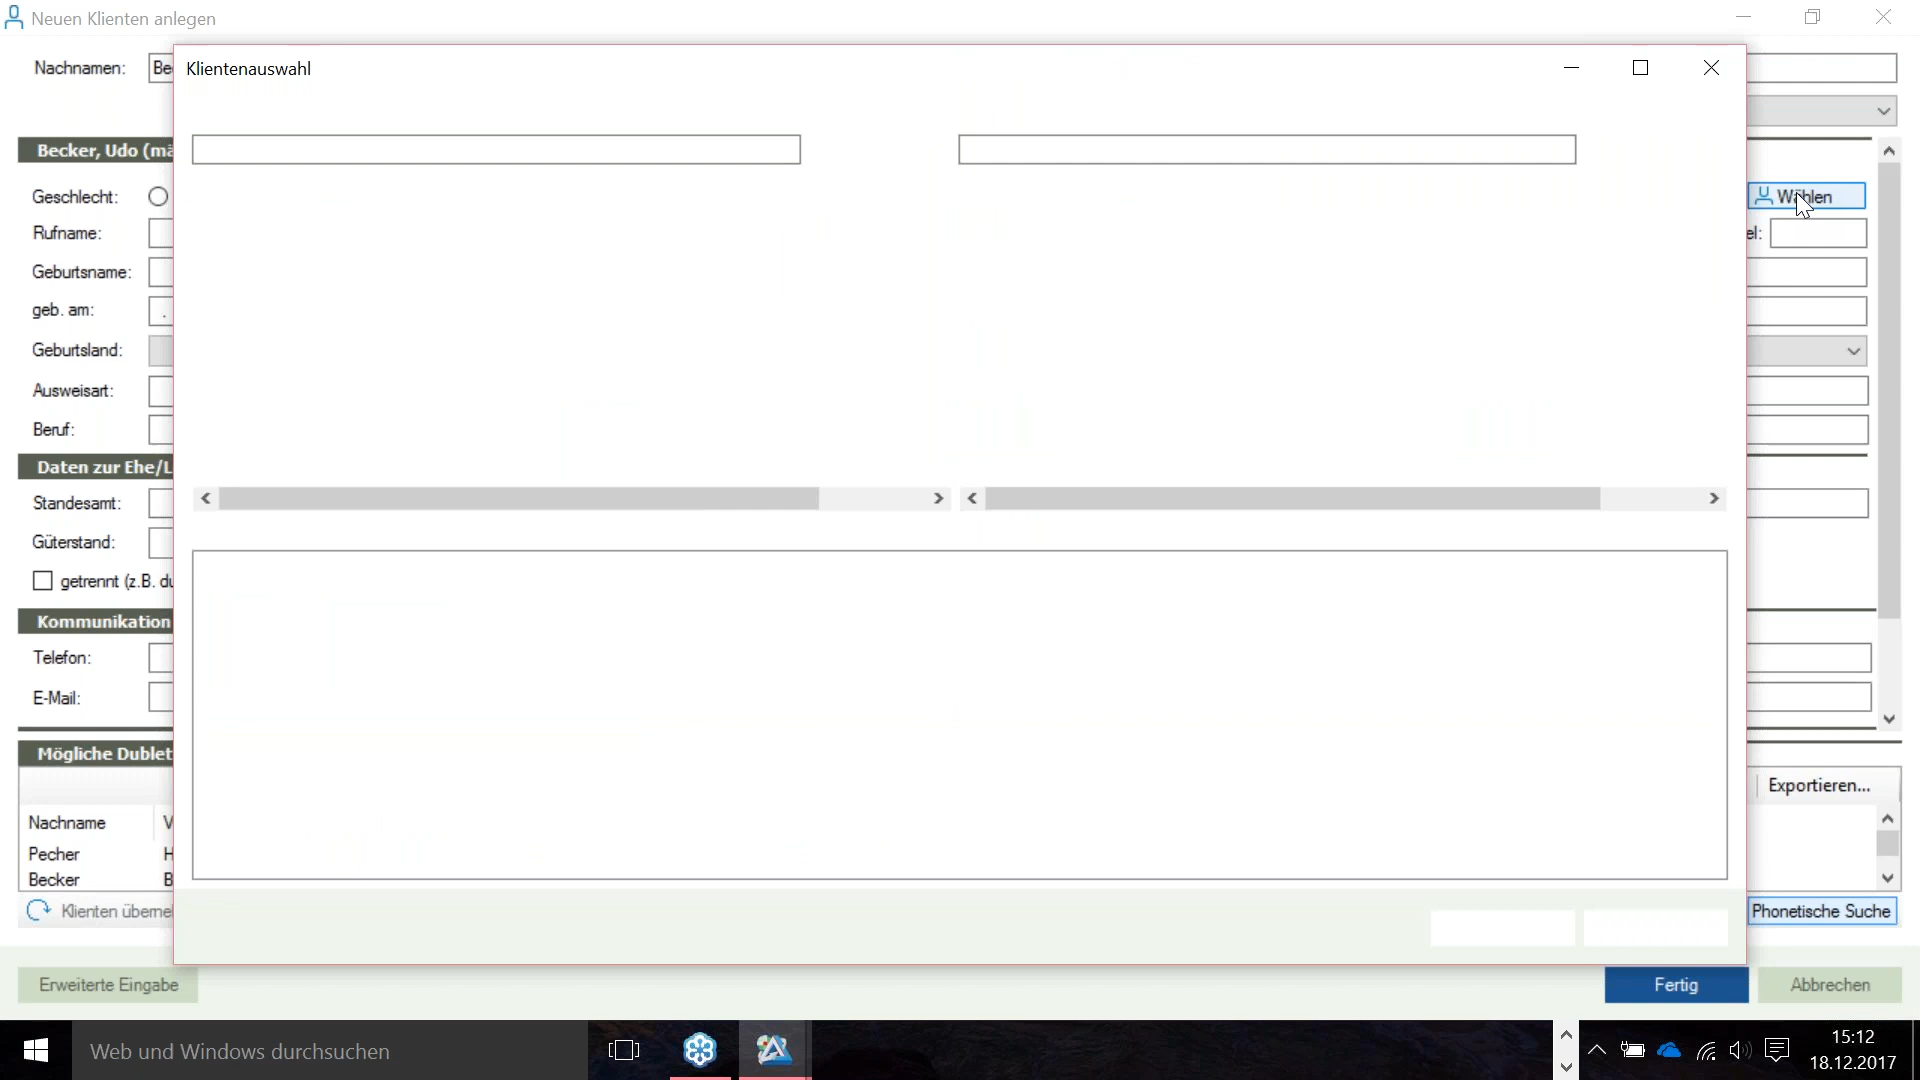 Neuen Klienten anlegen
Nachnamen: Be
Klientenauswahl
Becker, Udo (mä
Geschlecht:
Wählen
Rufname:
el:
Geburtsname:
geb. am: .
Geburtsland:
Ausweisart:
Beruf:
Daten zur Ehe/L
Standesamt:
Güterstand:
getrennt (z.B. du
Kommunikation
Telefon:
E-Mail:
Mögliche Dublet
Exportieren...
Nachname V
Pecher H
Becker B
Klienten überne
Phonetische Suche
Erweiterte Eingabe
Fertig
Abbrechen
Web und Windows durchsuchen
15:12
18.12.2017